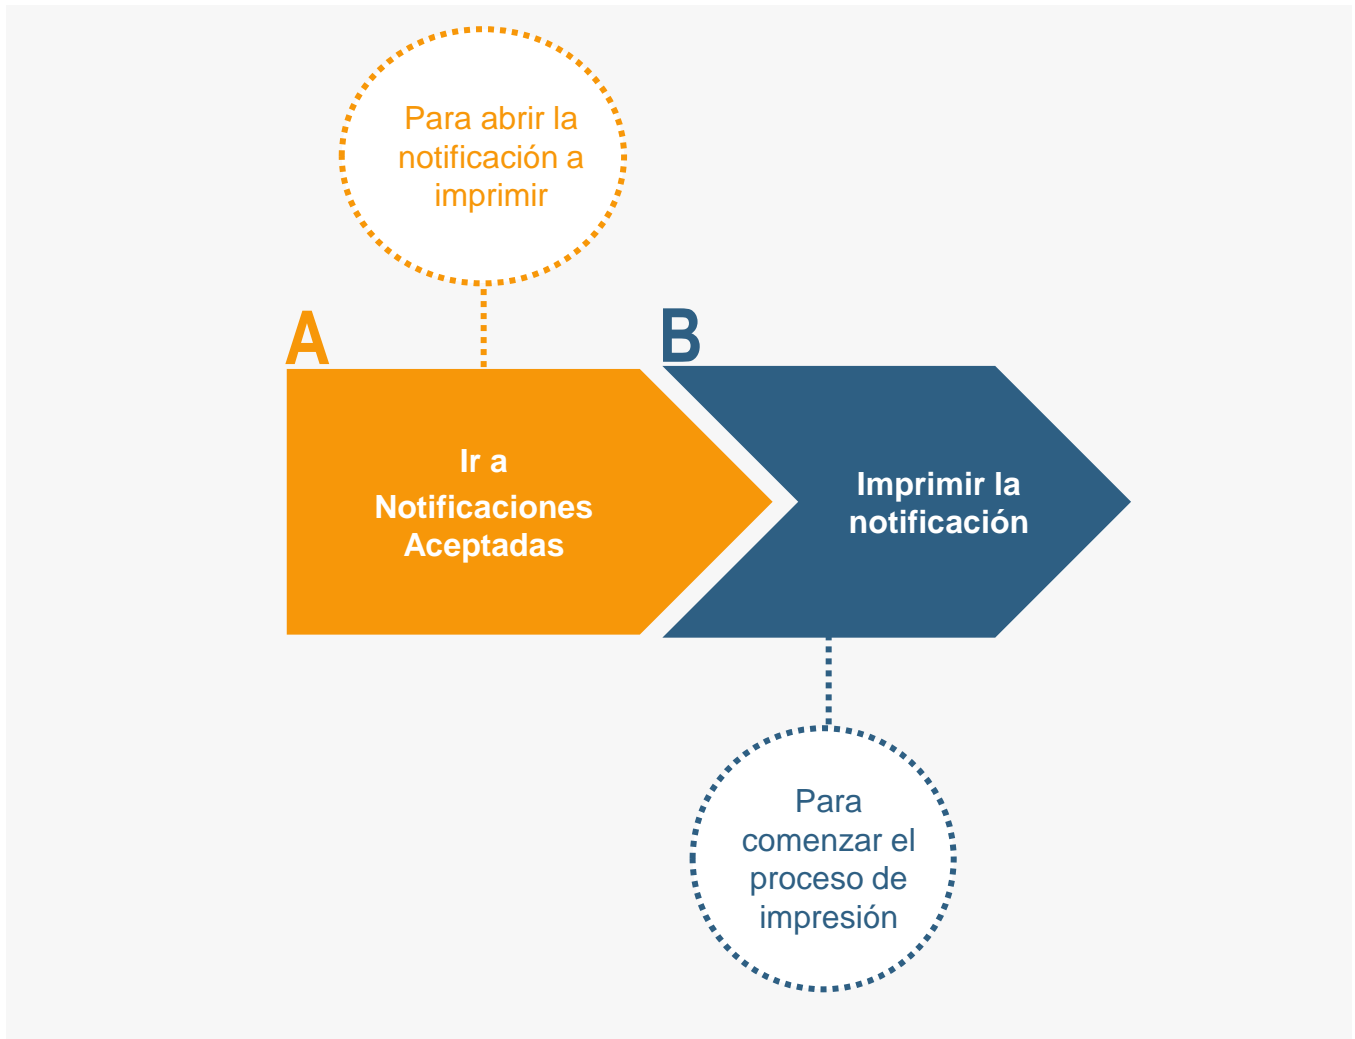 Para abrir la
notificación a
imprimir
A
B
Ir a
Notificaciones
Aceptadas
Imprimir la
notificación
Para
comenzar el
proceso de
impresión